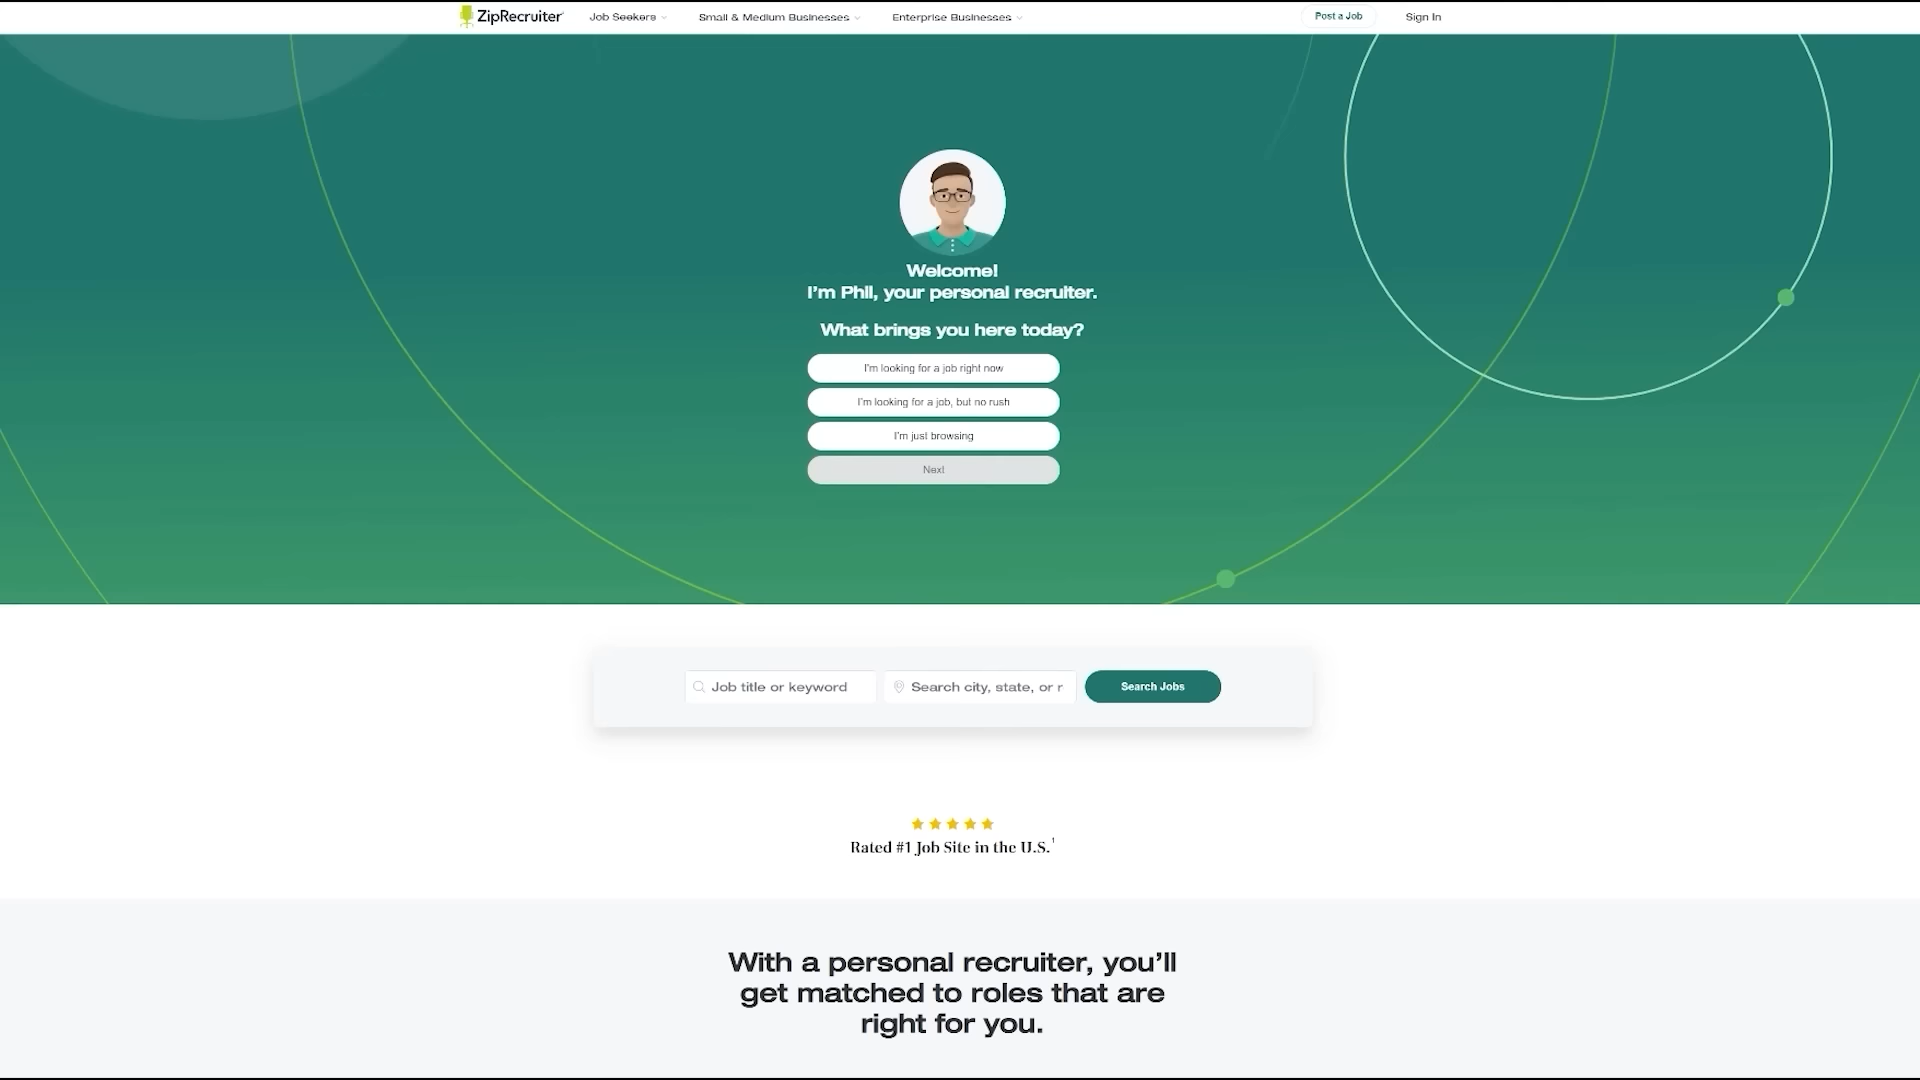 ZipRecruiter
Job Seekers
Small & Medium Businesses
Enterprise Businesses
Post a Job
Sign In
Welcome!
I'm Phil, your personal recruiter.
What brings you here today?
I'm looking for a job right now
I'm looking for a job, but no rush
I'm just browsing
Next
Job title or keyword
Search city, state, or r
Search Jobs
Rated #1 Job Site in the U.S.¹
With a personal recruiter, you'll
get matched to roles that are
right for you.